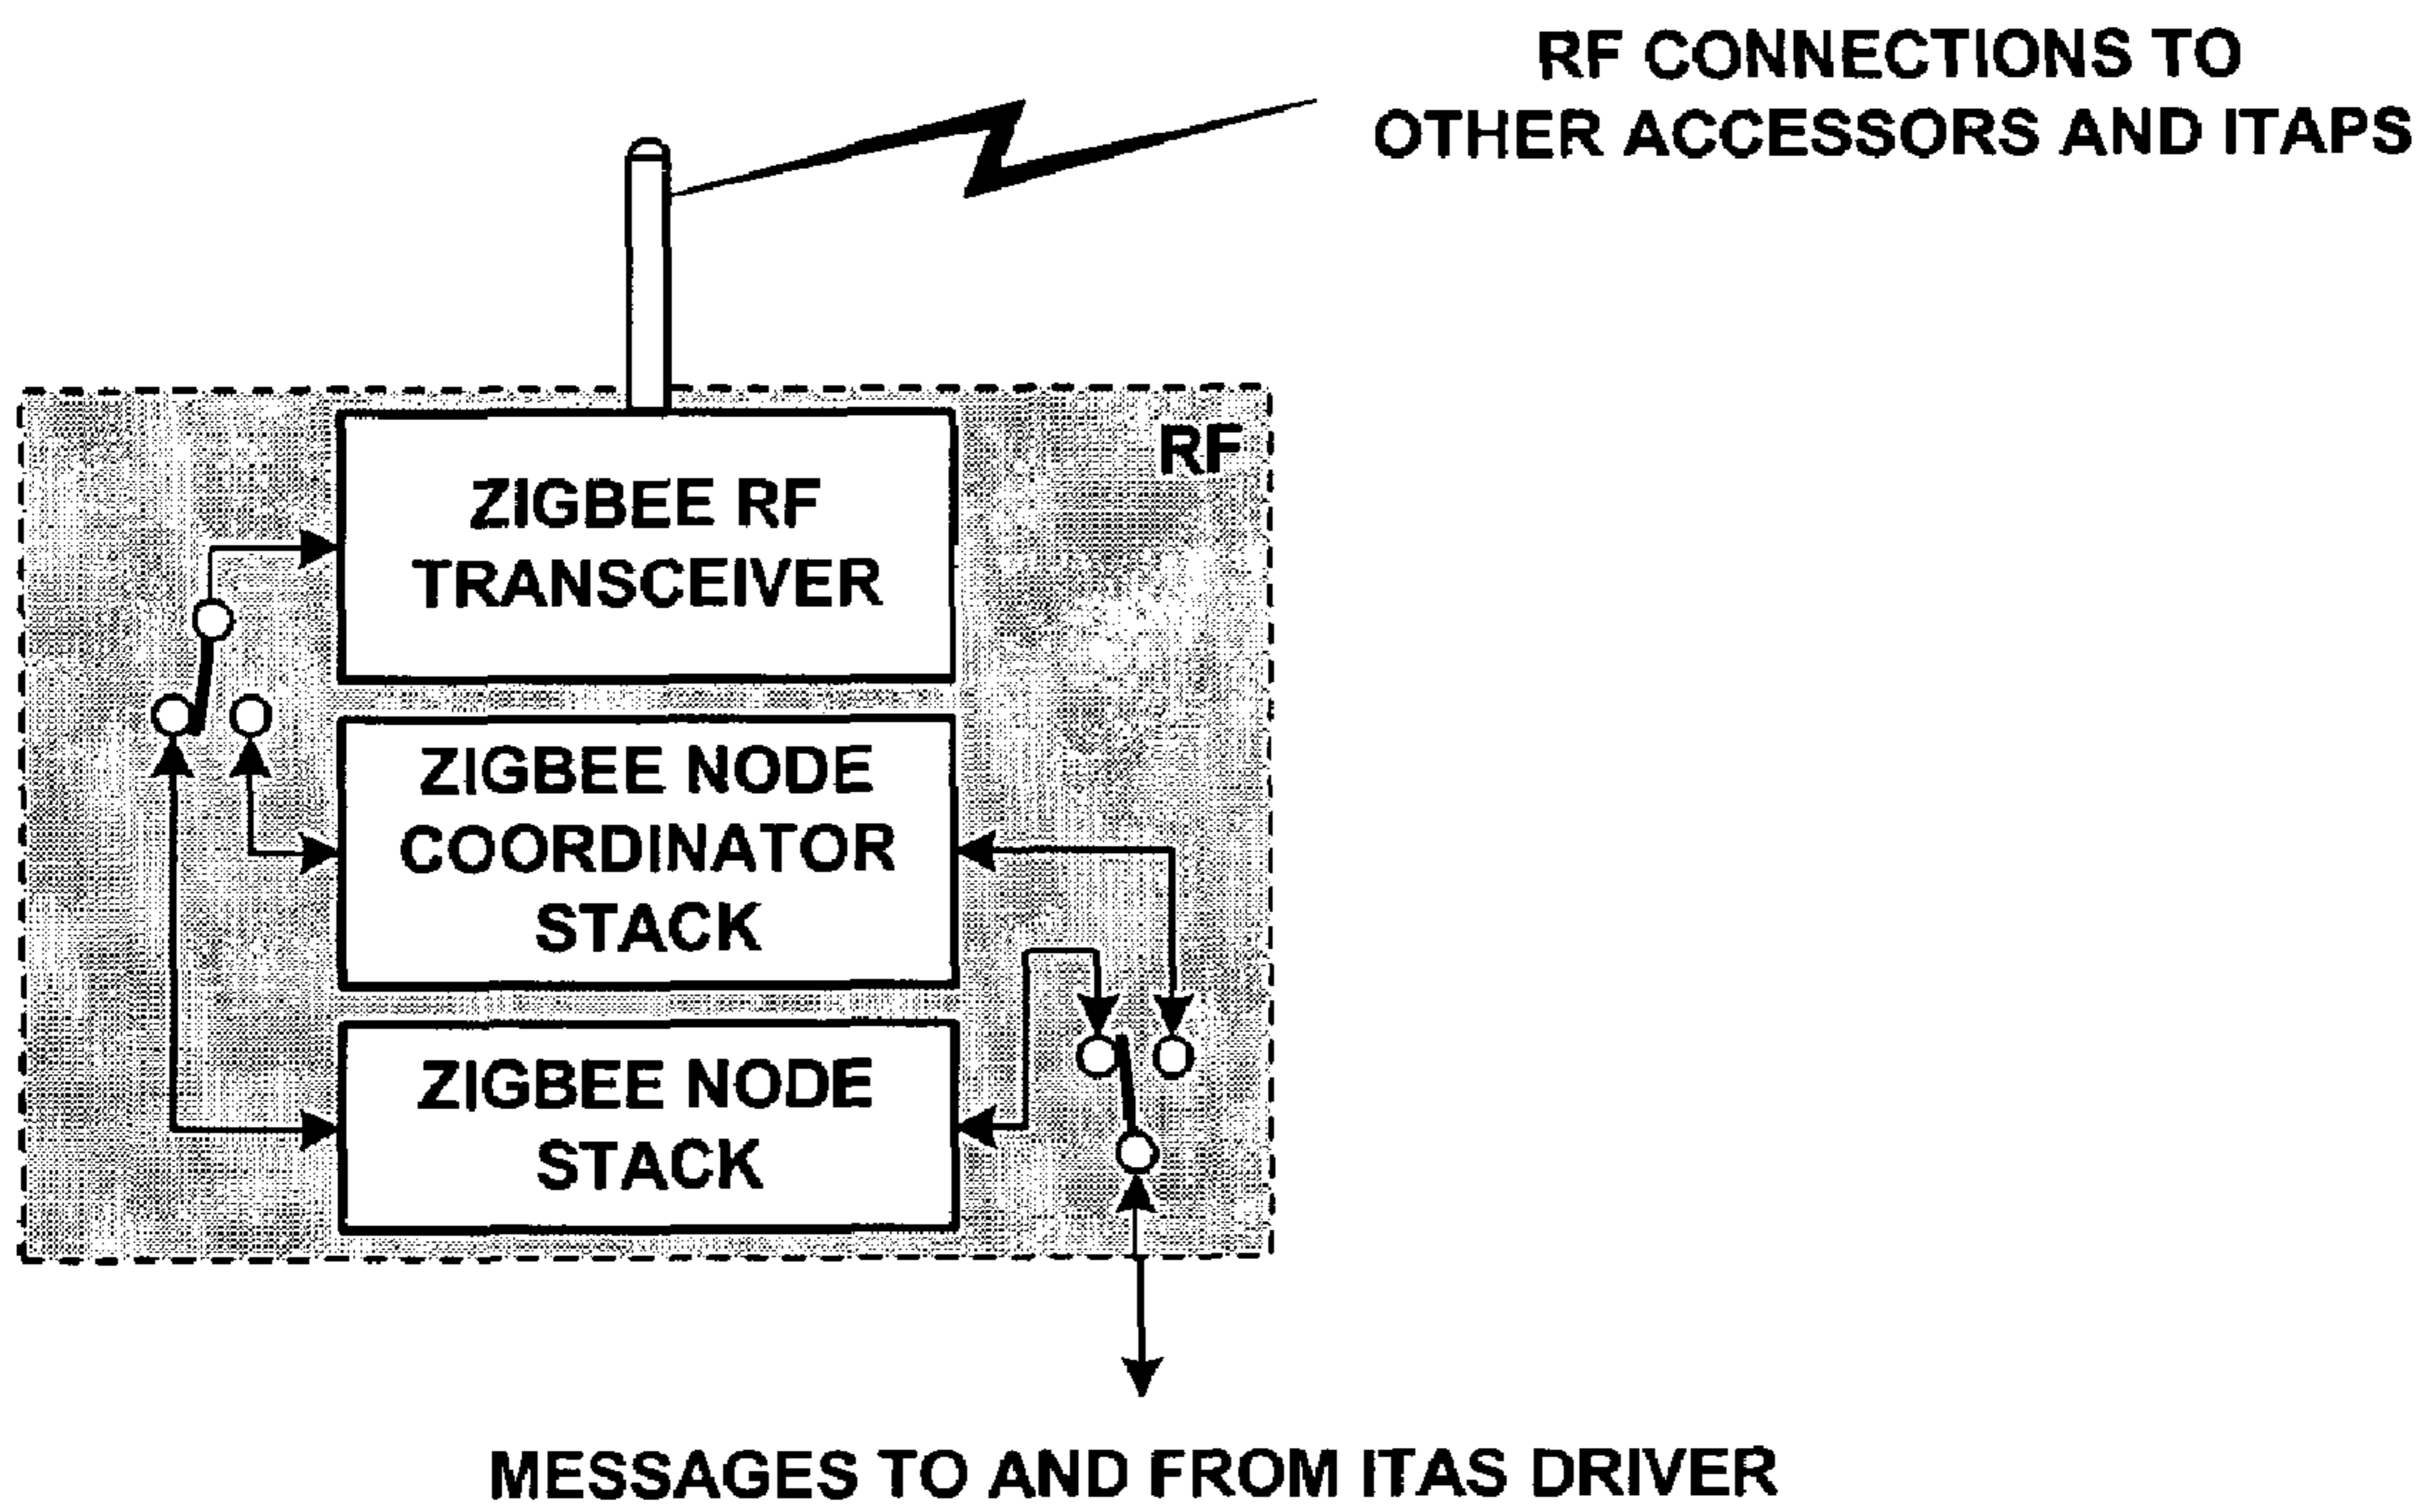 RF CONNECTIONS TO
OTHER ACCESSORS AND ITAPS
RF
ZIGBEE RF
TRANSCEIVER
ZIGBEE NODE
COORDINATOR
STACK
ZIGBEE NODE
STACK
MESSAGES TO AND FROM ITAS DRIVER